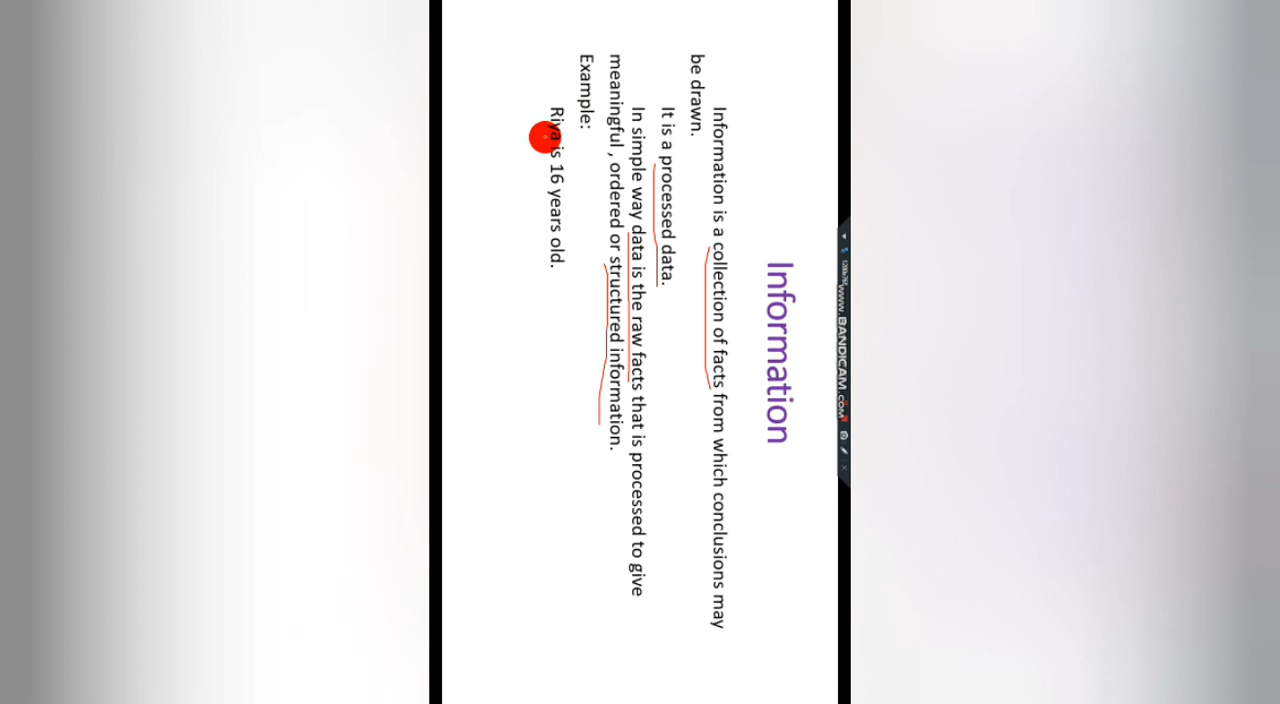 www.BANDICAM.COM
Information
Information is a collection of facts from which conclusions may
be drawn.
It is a processed data.
In simple way data is the raw facts that is processed to give
meaningful , ordered or structured information.
Example:
Riya is 16 years old.